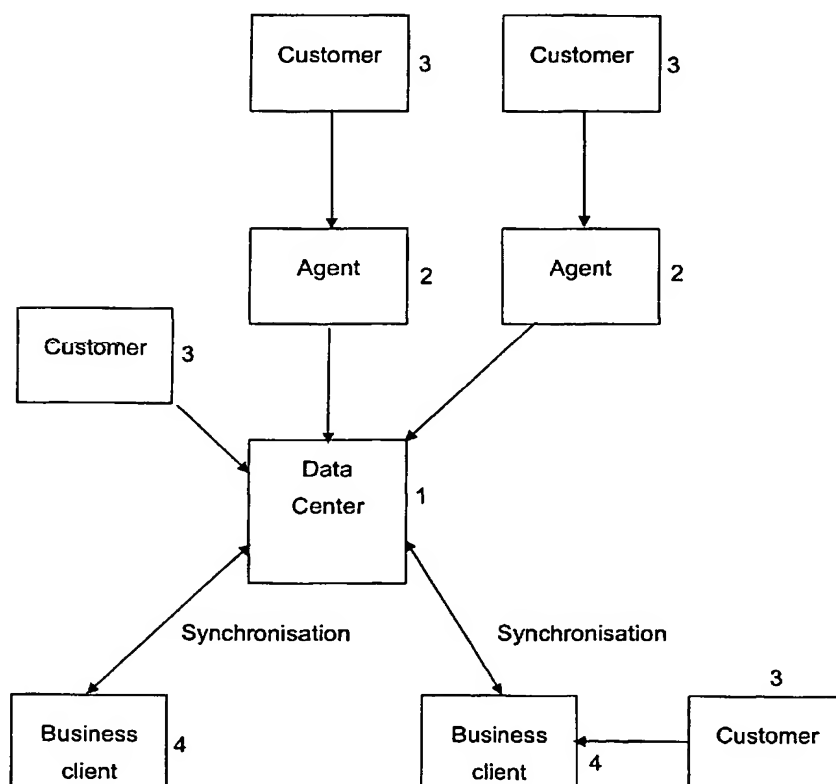 Customer 3
Customer 3
Agent 2
Agent 2
Customer 3
Data
Center
1
Synchronisation
Synchronisation
3
Business
client
4
Business
client
4
Customer